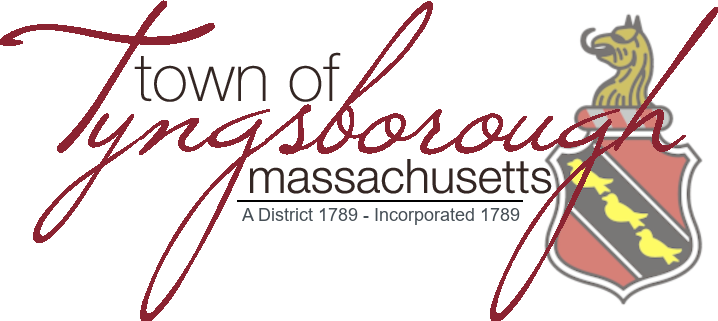 town of
Tyngsborough
massachusetts
A District 1789 - Incorporated 1789